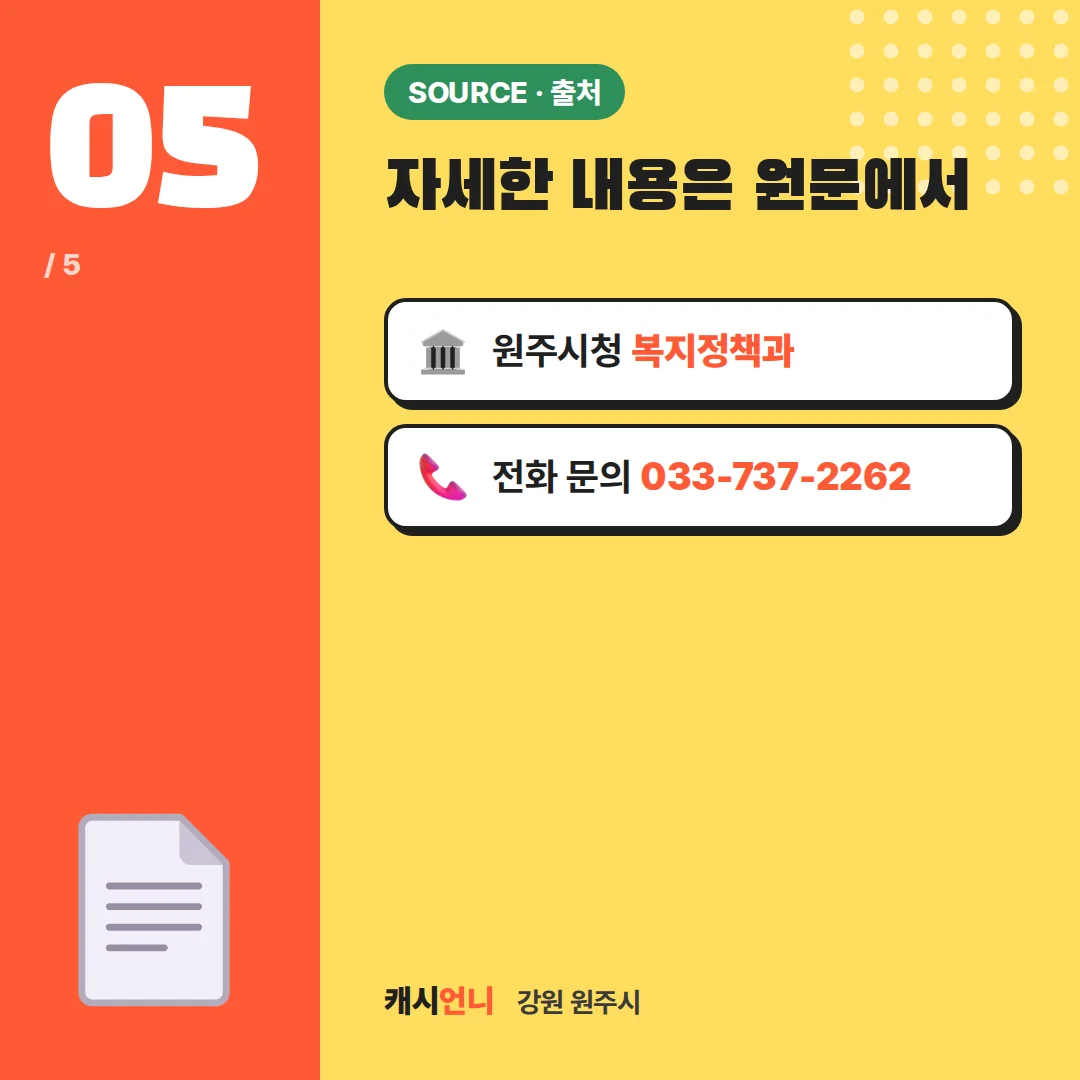 05
/ 5
SOURCE · 출처
자세한 내용은 원문에서
원주시청 복지정책과
전화 문의 033-737-2262
캐시언니 강원 원주시